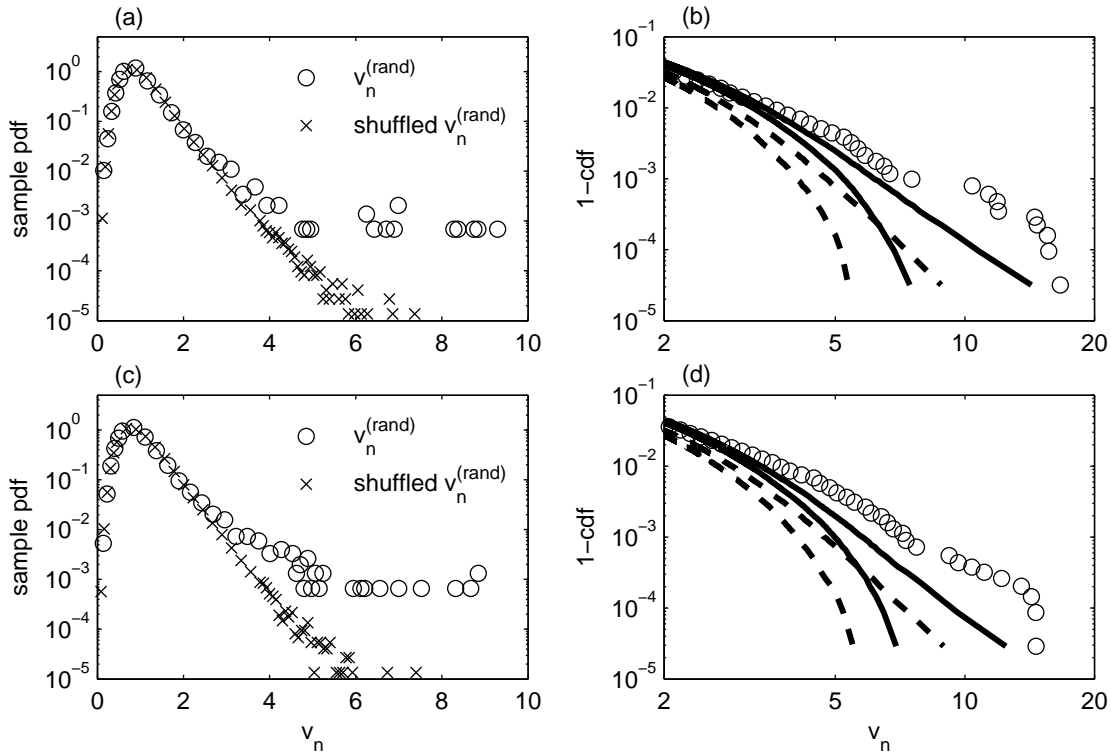 (a)
10^0
10^-1
10^-2
10^-3
10^-4
10^-5
sample pdf
v_n^(rand)
shuffled v_n^(rand)
0 2 4 6 8 10
(b)
10^-1
10^-2
10^-3
10^-4
10^-5
1−cdf
2 5 10 20
(c)
10^0
10^-1
10^-2
10^-3
10^-4
10^-5
sample pdf
v_n^(rand)
shuffled v_n^(rand)
0 2 4 6 8 10
v_n
(d)
10^-1
10^-2
10^-3
10^-4
10^-5
1−cdf
2 5 10 20
v_n